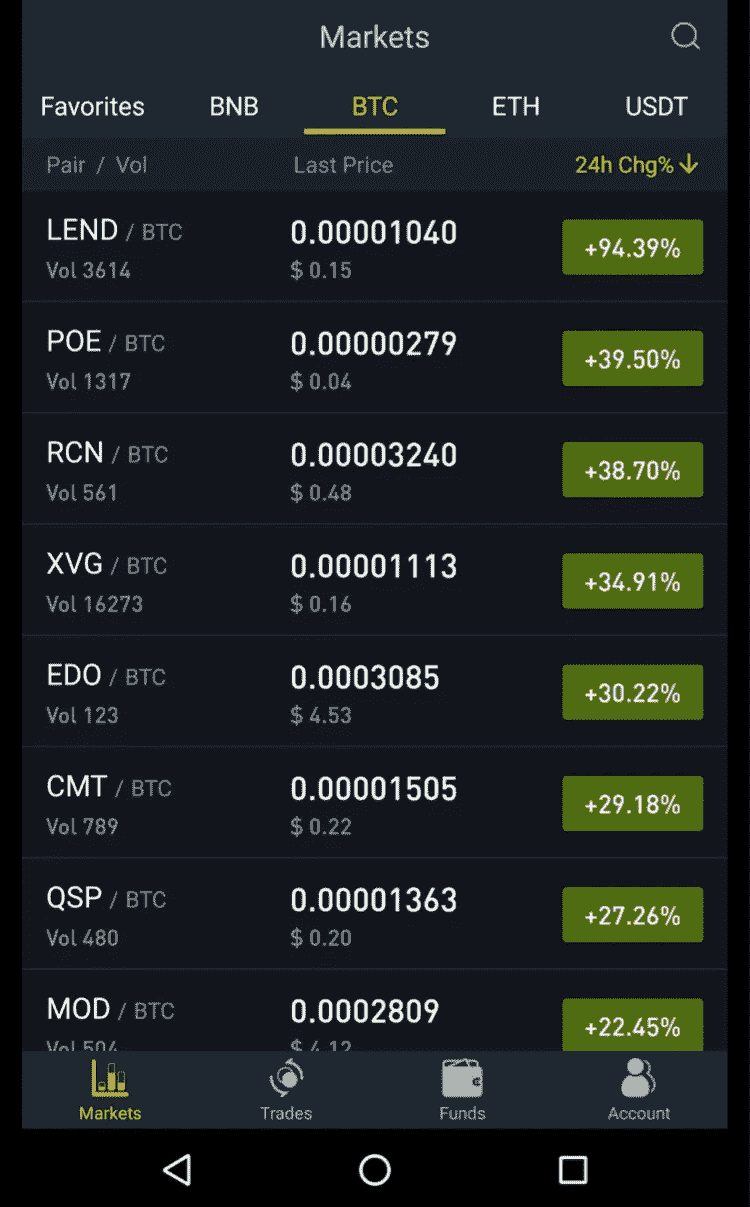 Markets
Favorites BNB BTC ETH USDT
Pair / Vol Last Price 24h Chg%↓
LEND / BTC 0.00001040 +94.39%
Vol 3614 $ 0.15
POE / BTC 0.00000279 +39.50%
Vol 1317 $ 0.04
RCN / BTC 0.00003240 +38.70%
Vol 561 $ 0.48
XVG / BTC 0.00001113 +34.91%
Vol 16273 $ 0.16
EDO / BTC 0.0003085 +30.22%
Vol 123 $ 4.53
CMT / BTC 0.00001505 +29.18%
Vol 789 $ 0.22
QSP / BTC 0.00001363 +27.26%
Vol 480 $ 0.20
MOD / BTC 0.0002809 +22.45%
Vol 504 $ 4.12
Markets Trades Funds Account